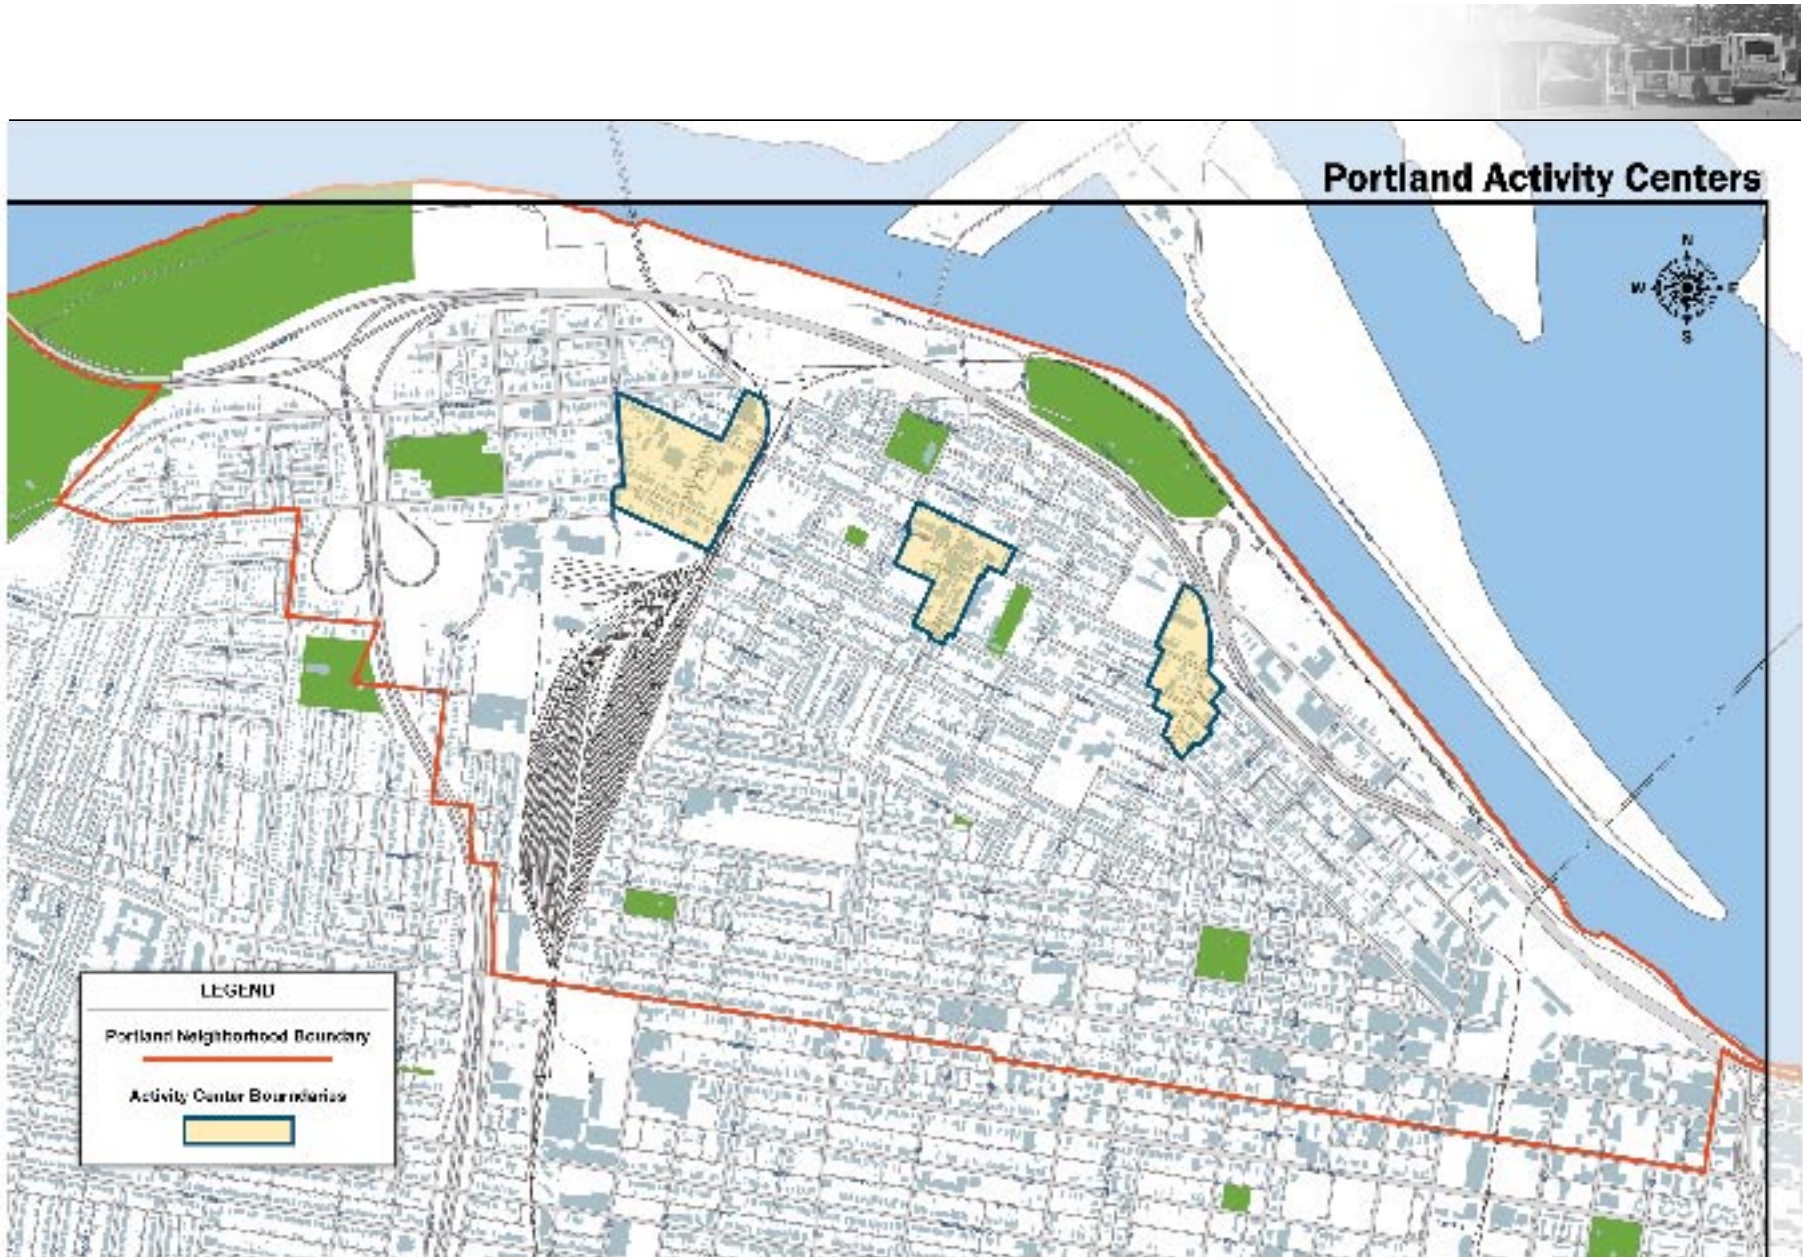 Portland Activity Centers
N
W E
S
LEGEND
Portland Neighborhood Boundary
Activity Center Boundaries